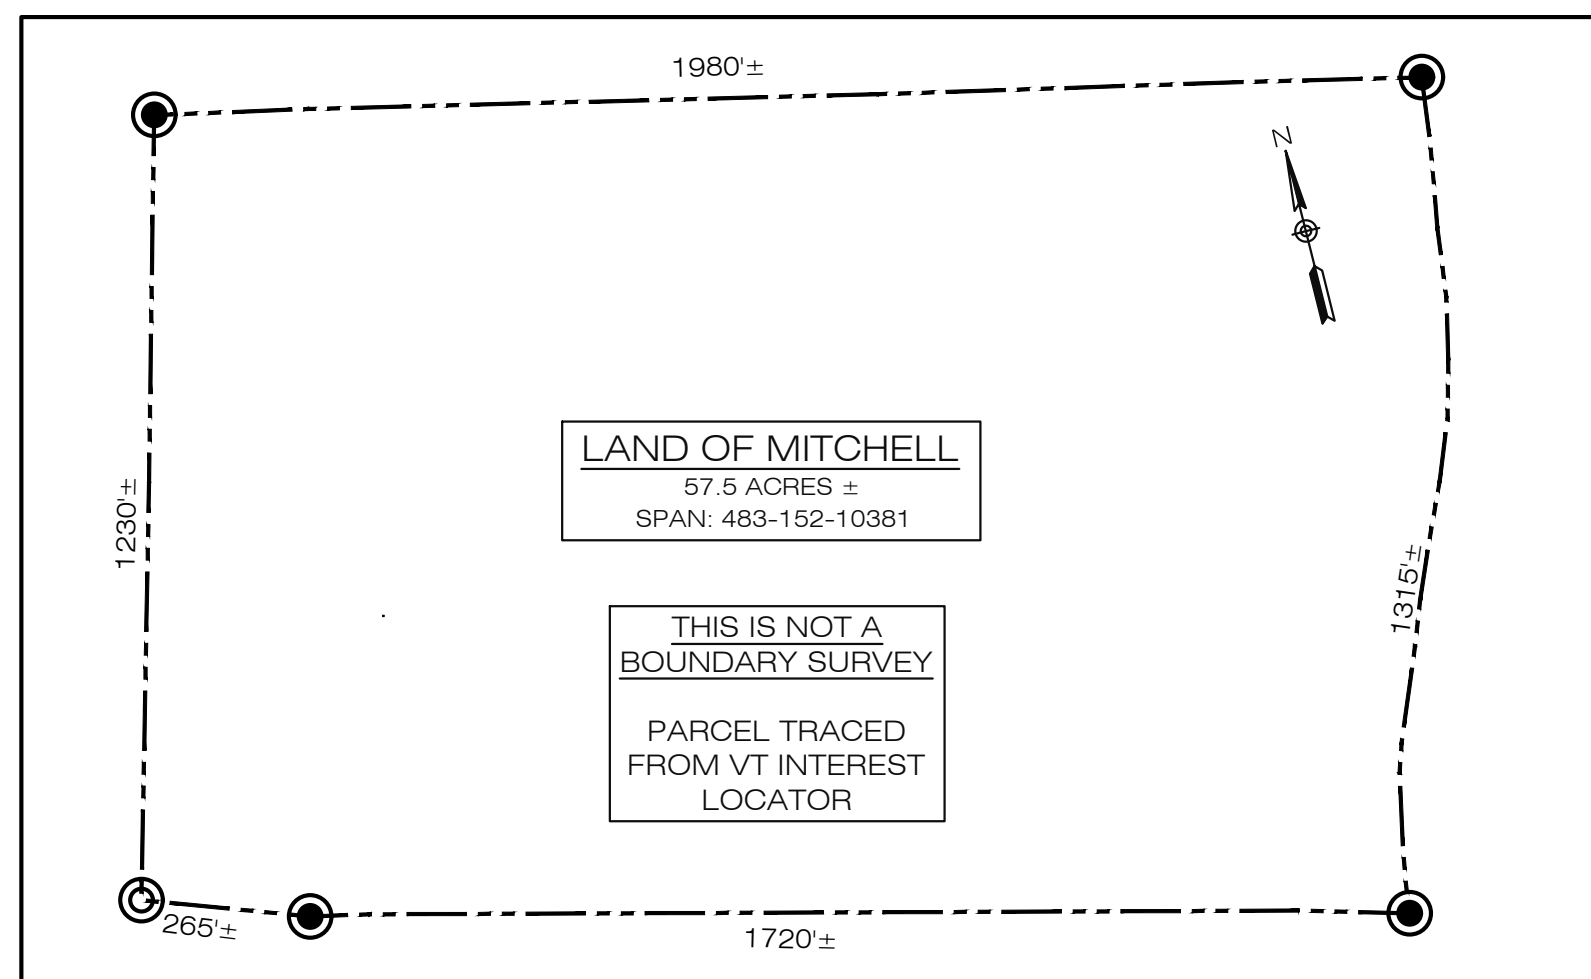 1980'±
N
LAND OF MITCHELL
57.5 ACRES ±
SPAN: 483-152-10381
1230'±
1315'±
THIS IS NOT A
BOUNDARY SURVEY
PARCEL TRACED
FROM VT INTEREST
LOCATOR
265'±
1720'±